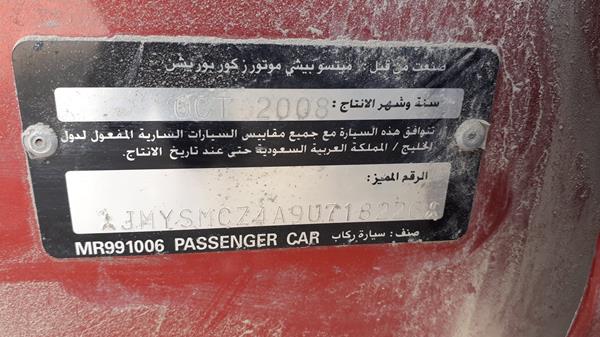 صنعت من قبل : ميتسوبيشي موتورز كوربوريشن
سنة وشهر الانتاج : OCT 2008
تتوافق هذه السيارة مع جميع مقاييس السيارات السارية المفعول لدول
الخليج / المملكة العربية السعودية حتى عند تاريخ الانتاج.
الرقم المميز:
MR991006 PASSENGER CAR صنف : سيارة ركاب